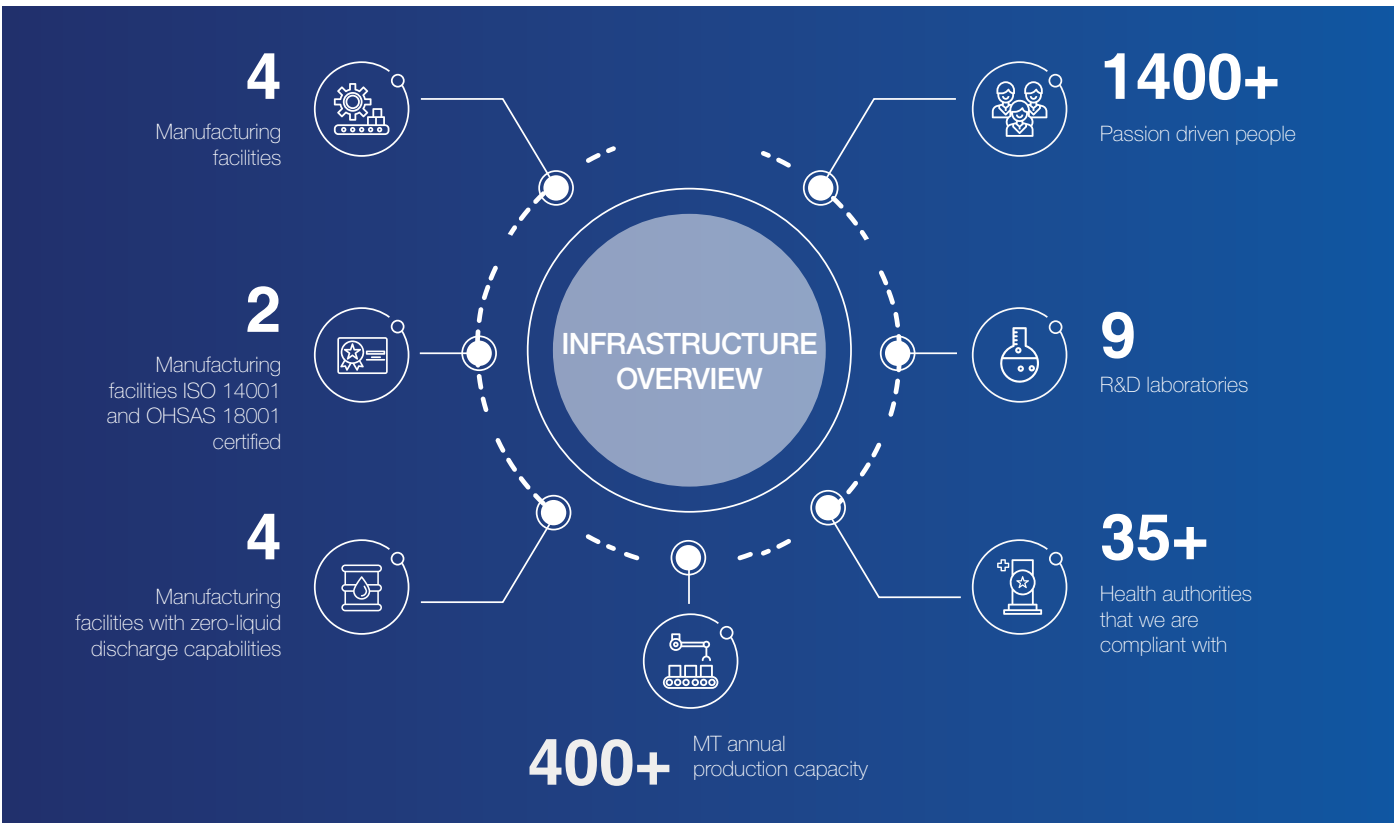 4
Manufacturing
facilities
2
Manufacturing
facilities ISO 14001
and OHSAS 18001
certified
4
Manufacturing
facilities with zero-liquid
discharge capabilities
INFRASTRUCTURE
OVERVIEW
400+
MT annual
production capacity
1400+
Passion driven people
9
R&D laboratories
35+
Health authorities
that we are
compliant with